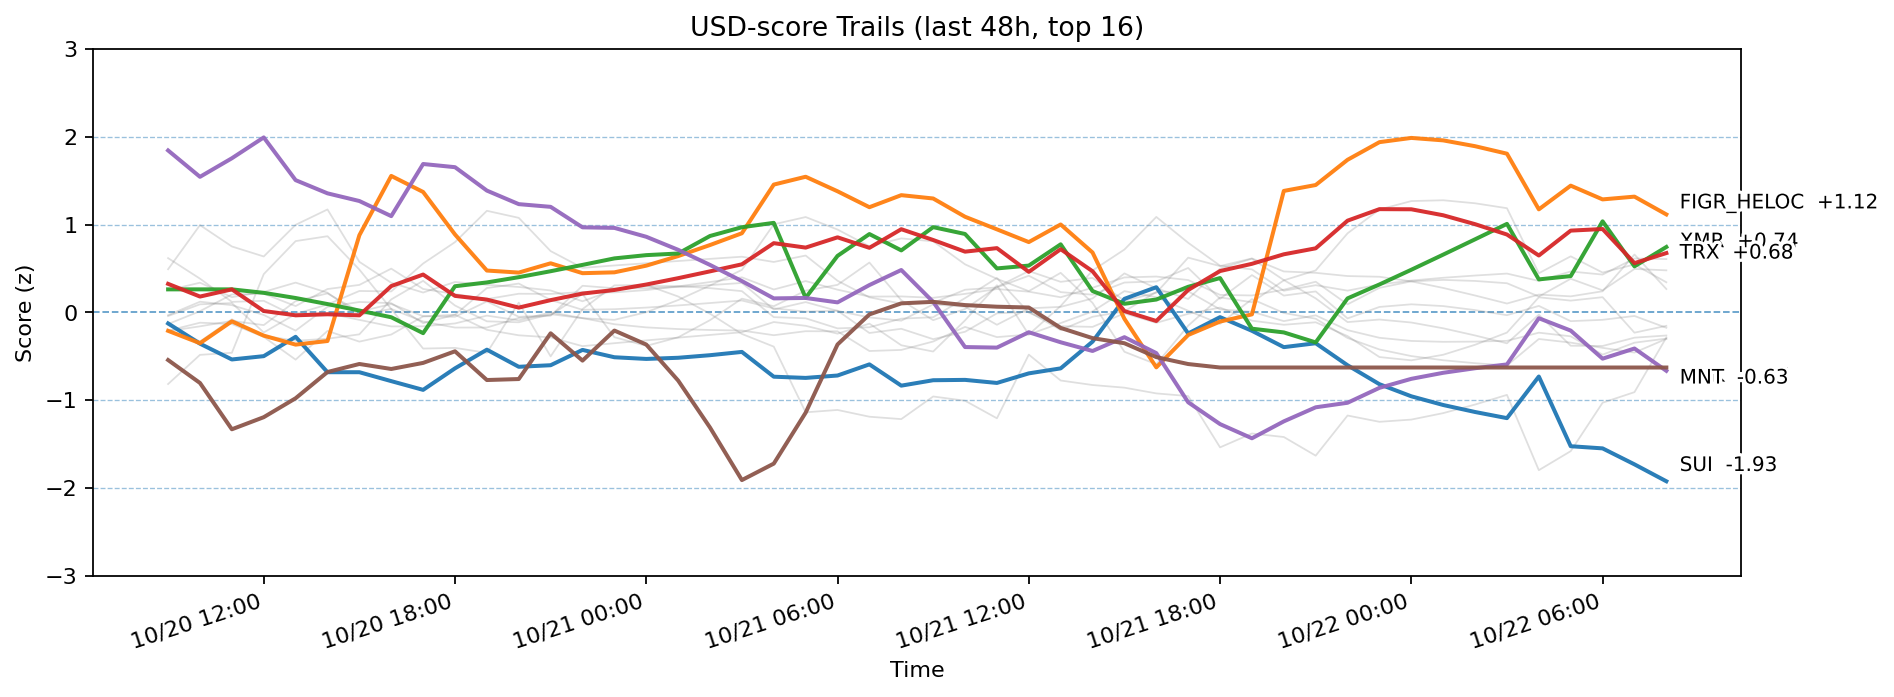 USD-score Trails (last 48h, top 16)
Score (z)
3
2
1
0
−1
−2
−3
FIGR_HELOC +1.12
XMR +0.74
TRX +0.68
MNT -0.63
SUI -1.93
10/20 12:00
10/20 18:00
10/21 00:00
10/21 06:00
10/21 12:00
10/21 18:00
10/22 00:00
10/22 06:00
Time